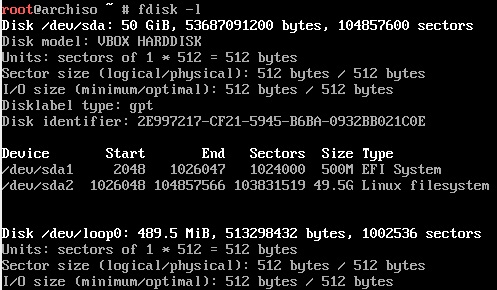 root@archiso ~ # fdisk -l
Disk /dev/sda: 50 GiB, 53687091200 bytes, 104857600 sectors
Disk model: VBOX HARDDISK
Units: sectors of 1 * 512 = 512 bytes
Sector size (logical/physical): 512 bytes / 512 bytes
I/O size (minimum/optimal): 512 bytes / 512 bytes
Disklabel type: gpt
Disk identifier: 2E997217-CF21-5945-B6BA-0932BB021C0E
Device       Start       End   Sectors  Size Type
/dev/sda1     2048   1026047   1024000  500M EFI System
/dev/sda2  1026048 104857566 103831519 49.5G Linux filesystem
Disk /dev/loop0: 489.5 MiB, 513298432 bytes, 1002536 sectors
Units: sectors of 1 * 512 = 512 bytes
Sector size (logical/physical): 512 bytes / 512 bytes
I/O size (minimum/optimal): 512 bytes / 512 bytes